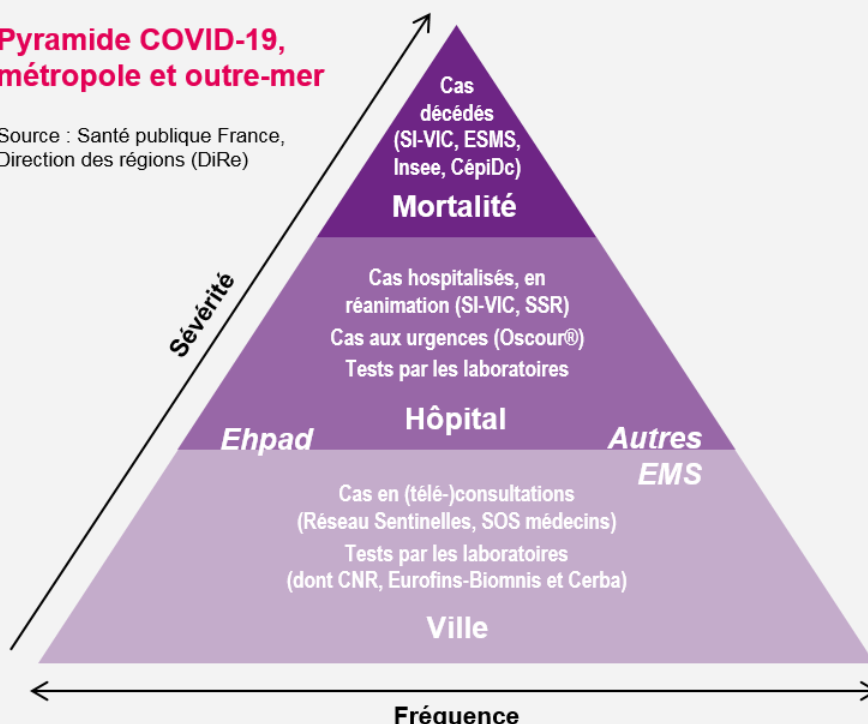 Pyramide COVID-19,
métropole et outre-mer
Source : Santé publique France,
Direction des régions (DiRe)
Sévérité
Cas
décédés
(SI-VIC, ESMS,
Insee, CépiDc)
Mortalité
Cas hospitalisés, en
réanimation (SI-VIC, SSR)
Cas aux urgences (Oscour®)
Tests par les laboratoires
Hôpital
Ehpad
Autres
EMS
Cas en (télé-)consultations
(Réseau Sentinelles, SOS médecins)
Tests par les laboratoires
(dont CNR, Eurofins-Biomnis et Cerba)
Ville
Fréquence